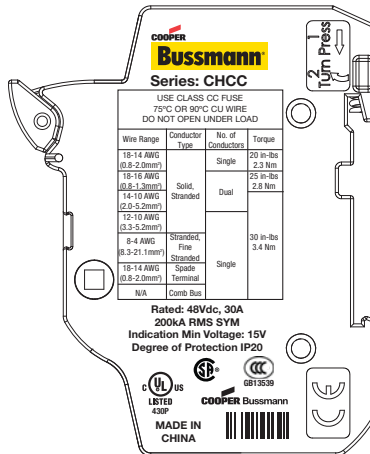 COOPER
Bussmann®
Series: CHCC
1
Turn Press
2
USE CLASS CC FUSE
75°C OR 90°C CU WIRE
DO NOT OPEN UNDER LOAD
Wire Range Conductor Type No. of Conductors Torque
18-14 AWG (0.8-2.0mm²) Solid, Stranded Single 20 in-lbs 2.3 Nm
18-16 AWG (0.8-1.3mm²) Dual 25 in-lbs 2.8 Nm
14-10 AWG (2.0-5.2mm²) 30 in-lbs 3.4 Nm
12-10 AWG (3.3-5.2mm²) Single
8-4 AWG (8.3-21.1mm²) Stranded, Fine Stranded
18-14 AWG (0.8-2.0mm²) Spade Terminal
N/A Comb Bus
Rated: 48Vdc, 30A
200kA RMS SYM
Indication Min Voltage: 15V
Degree of Protection IP20
C UL US
LISTED
430P
SA®
CCC
GB13539
COOPER Bussmann
MADE IN
CHINA
CE